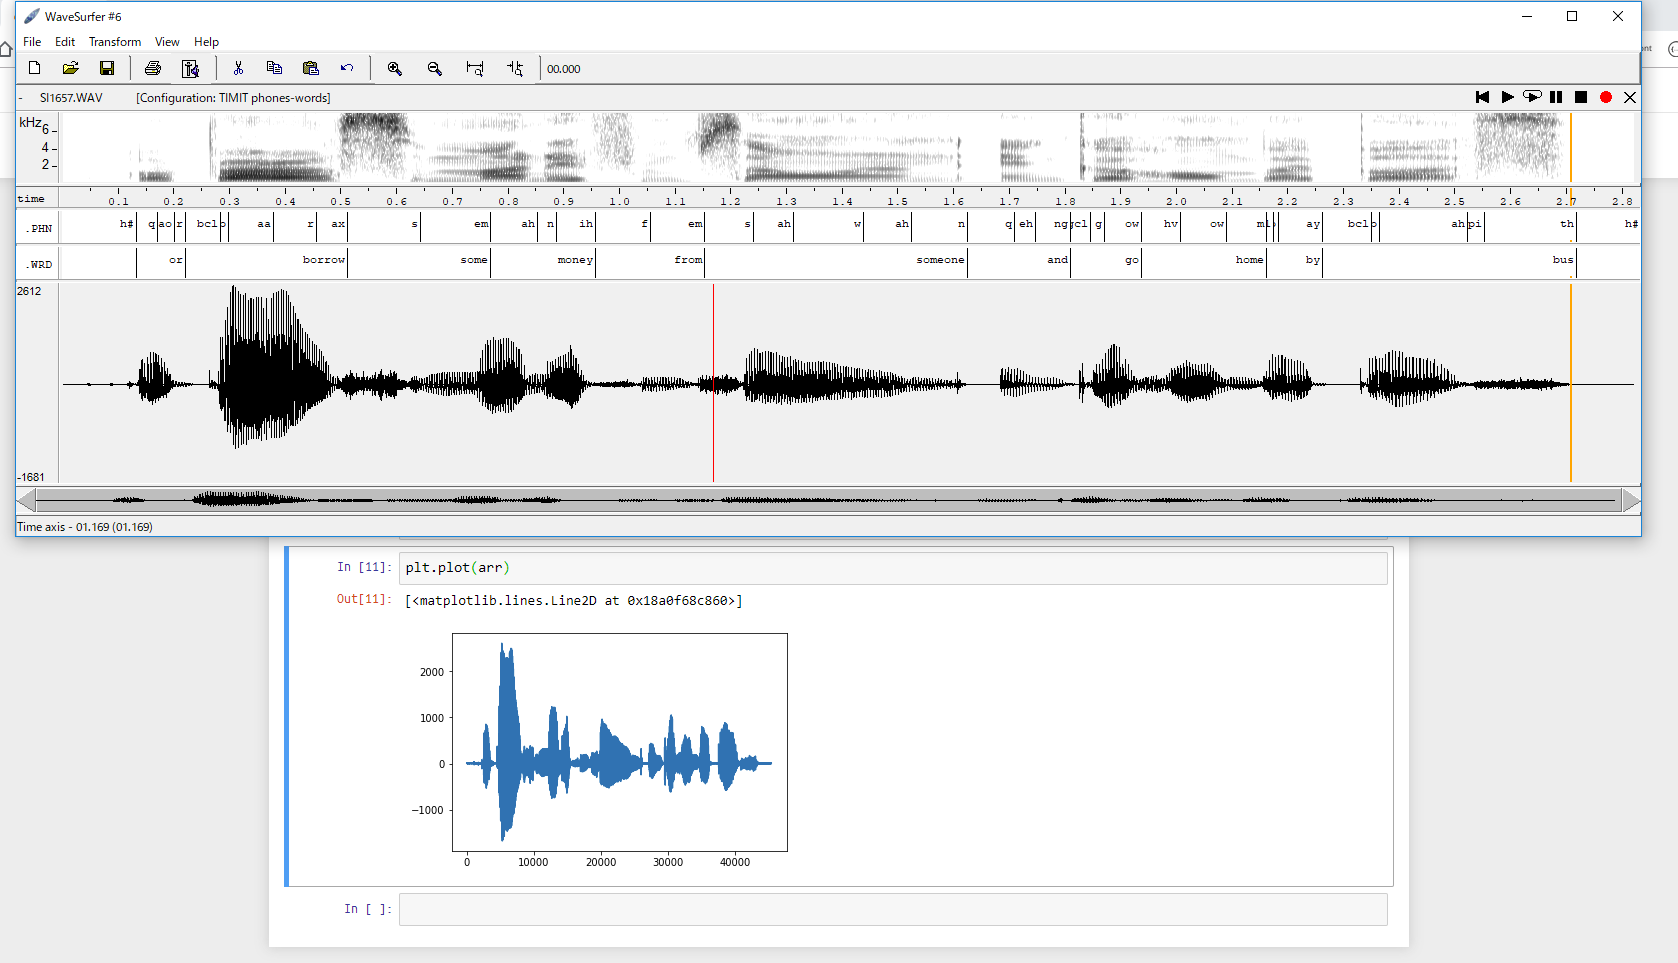 WaveSurfer #6
File Edit Transform View Help
00.000
- SI1657.WAV [Configuration: TIMIT phones-words]
kHz
6
4
2
time 0.1 0.2 0.3 0.4 0.5 0.6 0.7 0.8 0.9 1.0 1.1 1.2 1.3 1.4 1.5 1.6 1.7 1.8 1.9 2.0 2.1 2.2 2.3 2.4 2.5 2.6 2.7 2.8
.PHN h# q ao r bcl b aa r ax s em ah n ih f em s ah w ah n q eh ng gcl g ow hv ow m ay bcl b ah pi th h#
.WRD or borrow some money from someone and go home by bus
2612
-1681
Time axis - 01.169 (01.169)
In [11]: plt.plot(arr)
Out[11]: [<matplotlib.lines.Line2D at 0x18a0f68c860>]
2000
1000
0
−1000
0 10000 20000 30000 40000
In [ ]: